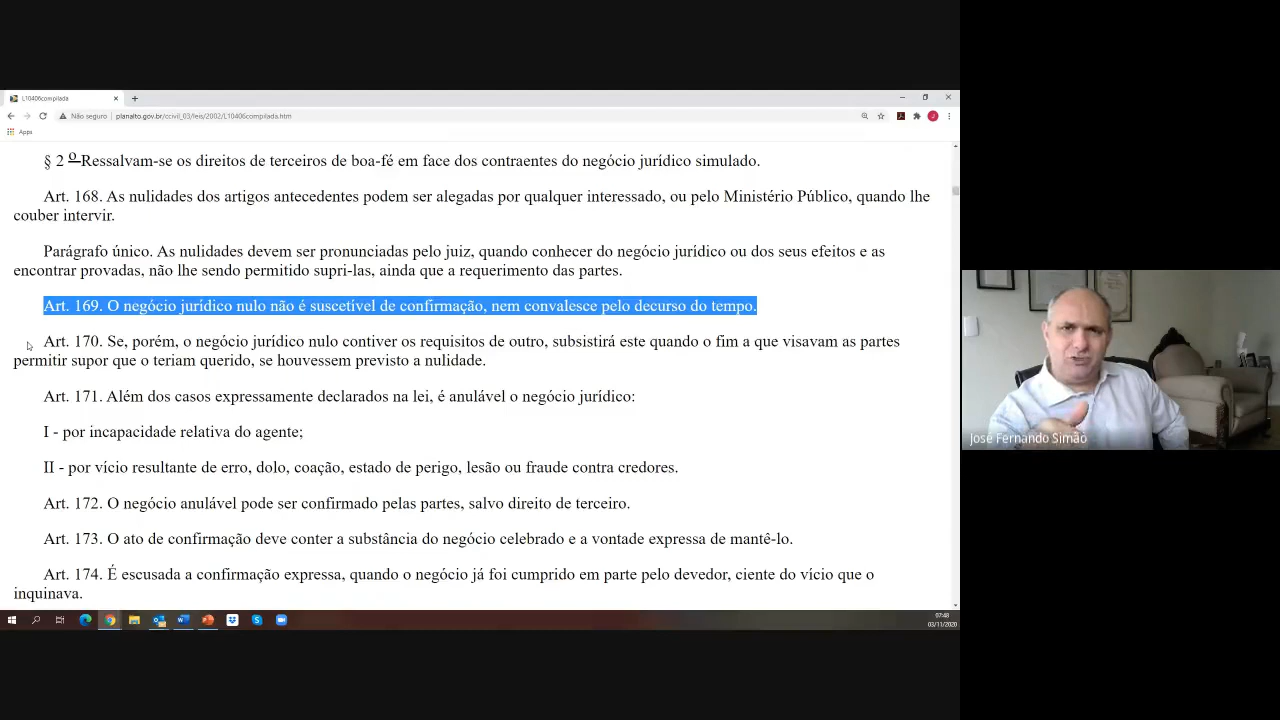 L10406compilada
Não seguro
planalto.gov.br/ccivil_03/leis/2002/L10406compilada.htm
J
Apps
§ 2 º Ressalvam-se os direitos de terceiros de boa-fé em face dos contraentes do negócio jurídico simulado.
Art. 168. As nulidades dos artigos antecedentes podem ser alegadas por qualquer interessado, ou pelo Ministério Público, quando lhe
couber intervir.
Parágrafo único. As nulidades devem ser pronunciadas pelo juiz, quando conhecer do negócio jurídico ou dos seus efeitos e as
encontrar provadas, não lhe sendo permitido supri-las, ainda que a requerimento das partes.
Art. 169. O negócio jurídico nulo não é suscetível de confirmação, nem convalesce pelo decurso do tempo.
Art. 170. Se, porém, o negócio jurídico nulo contiver os requisitos de outro, subsistirá este quando o fim a que visavam as partes
permitir supor que o teriam querido, se houvessem previsto a nulidade.
Art. 171. Além dos casos expressamente declarados na lei, é anulável o negócio jurídico:
I - por incapacidade relativa do agente;
II - por vício resultante de erro, dolo, coação, estado de perigo, lesão ou fraude contra credores.
Art. 172. O negócio anulável pode ser confirmado pelas partes, salvo direito de terceiro.
Art. 173. O ato de confirmação deve conter a substância do negócio celebrado e a vontade expressa de mantê-lo.
Art. 174. É escusada a confirmação expressa, quando o negócio já foi cumprido em parte pelo devedor, ciente do vício que o
inquinava.
José Fernando Simão
07:48
03/11/2020